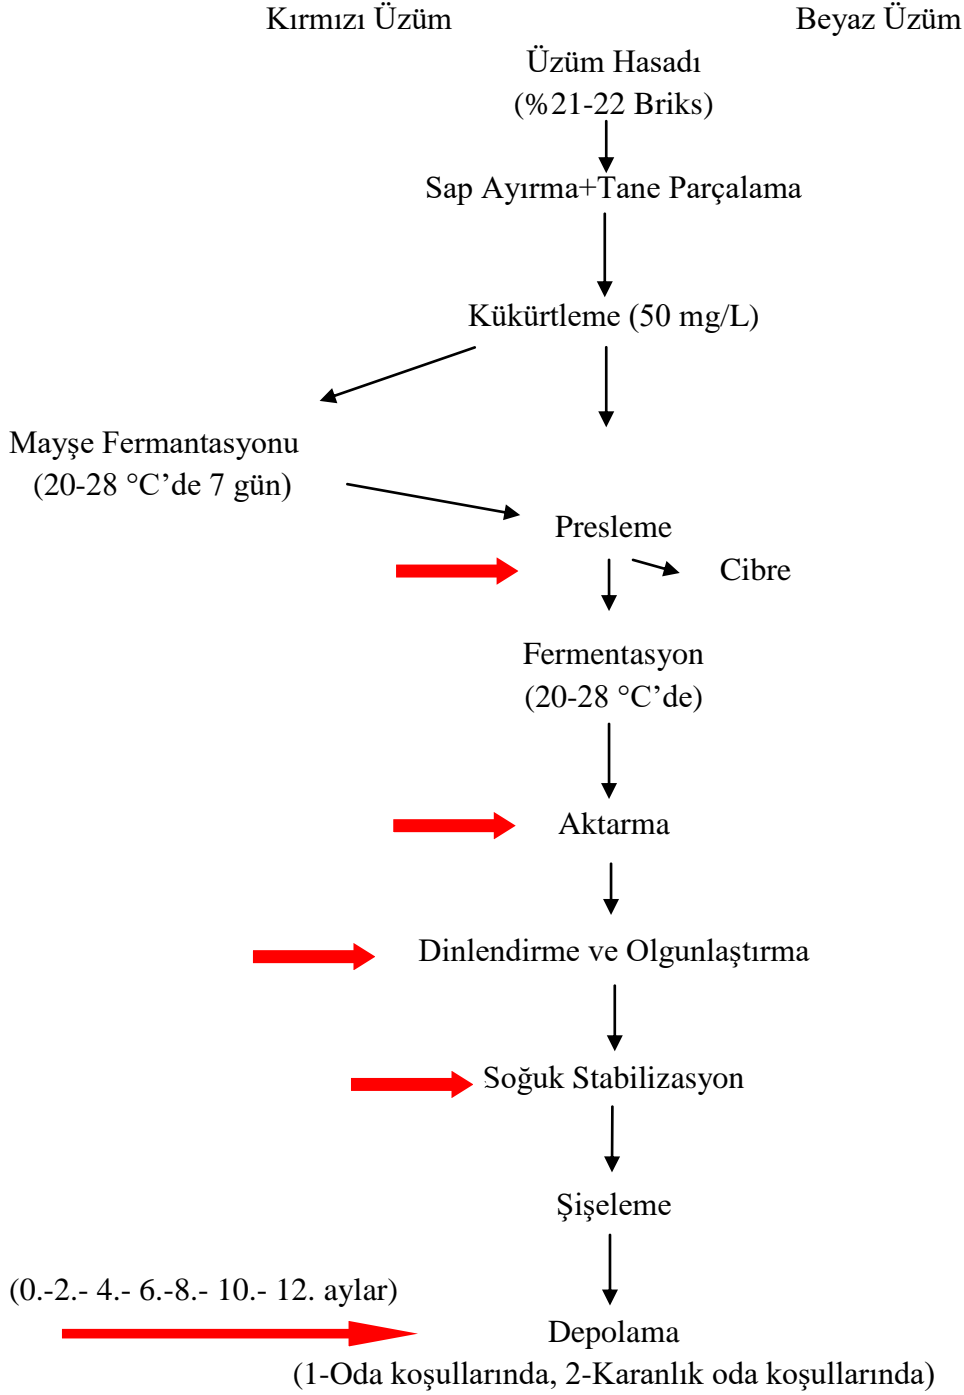 Kırmızı Üzüm
Beyaz Üzüm
Üzüm Hasadı
(%21-22 Briks)
Sap Ayırma+Tane Parçalama
Kükürtleme (50 mg/L)
Mayşe Fermantasyonu
(20-28 °C’de 7 gün)
Presleme
Cibre
Fermentasyon
(20-28 °C’de)
Aktarma
Dinlendirme ve Olgunlaştırma
Soğuk Stabilizasyon
Şişeleme
(0.-2.- 4.- 6.-8.- 10.- 12. aylar)
Depolama
(1-Oda koşullarında, 2-Karanlık oda koşullarında)